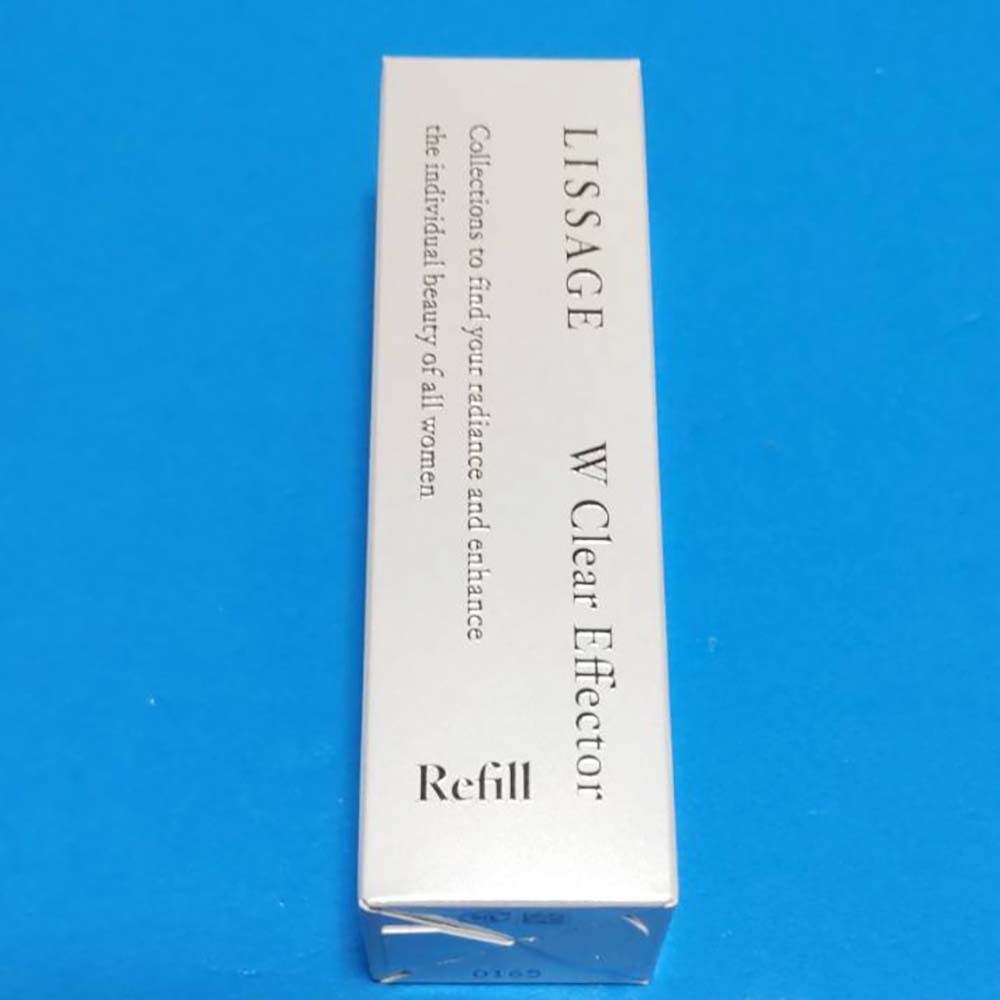 LISSAGE W Clear Effector
Collections to find your radiance and enhance
the individual beauty of all women
Refill